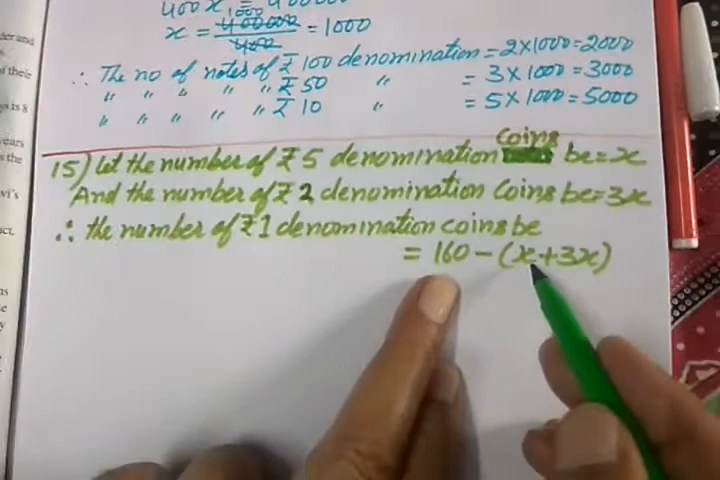 400x
x = 400000 = 1000
400
∴ The no of notes of ₹ 100 denomination = 2×1000=2000
" " " " " ₹ 50 " = 3×1000=3000
" " " " " ₹ 10 " = 5×1000=5000
15) Let the number of ₹ 5 denomination coins be = x
And the number of ₹ 2 denomination Coins be = 3x
∴ the number of ₹1 denomination coins be
= 160 - (x+3x)